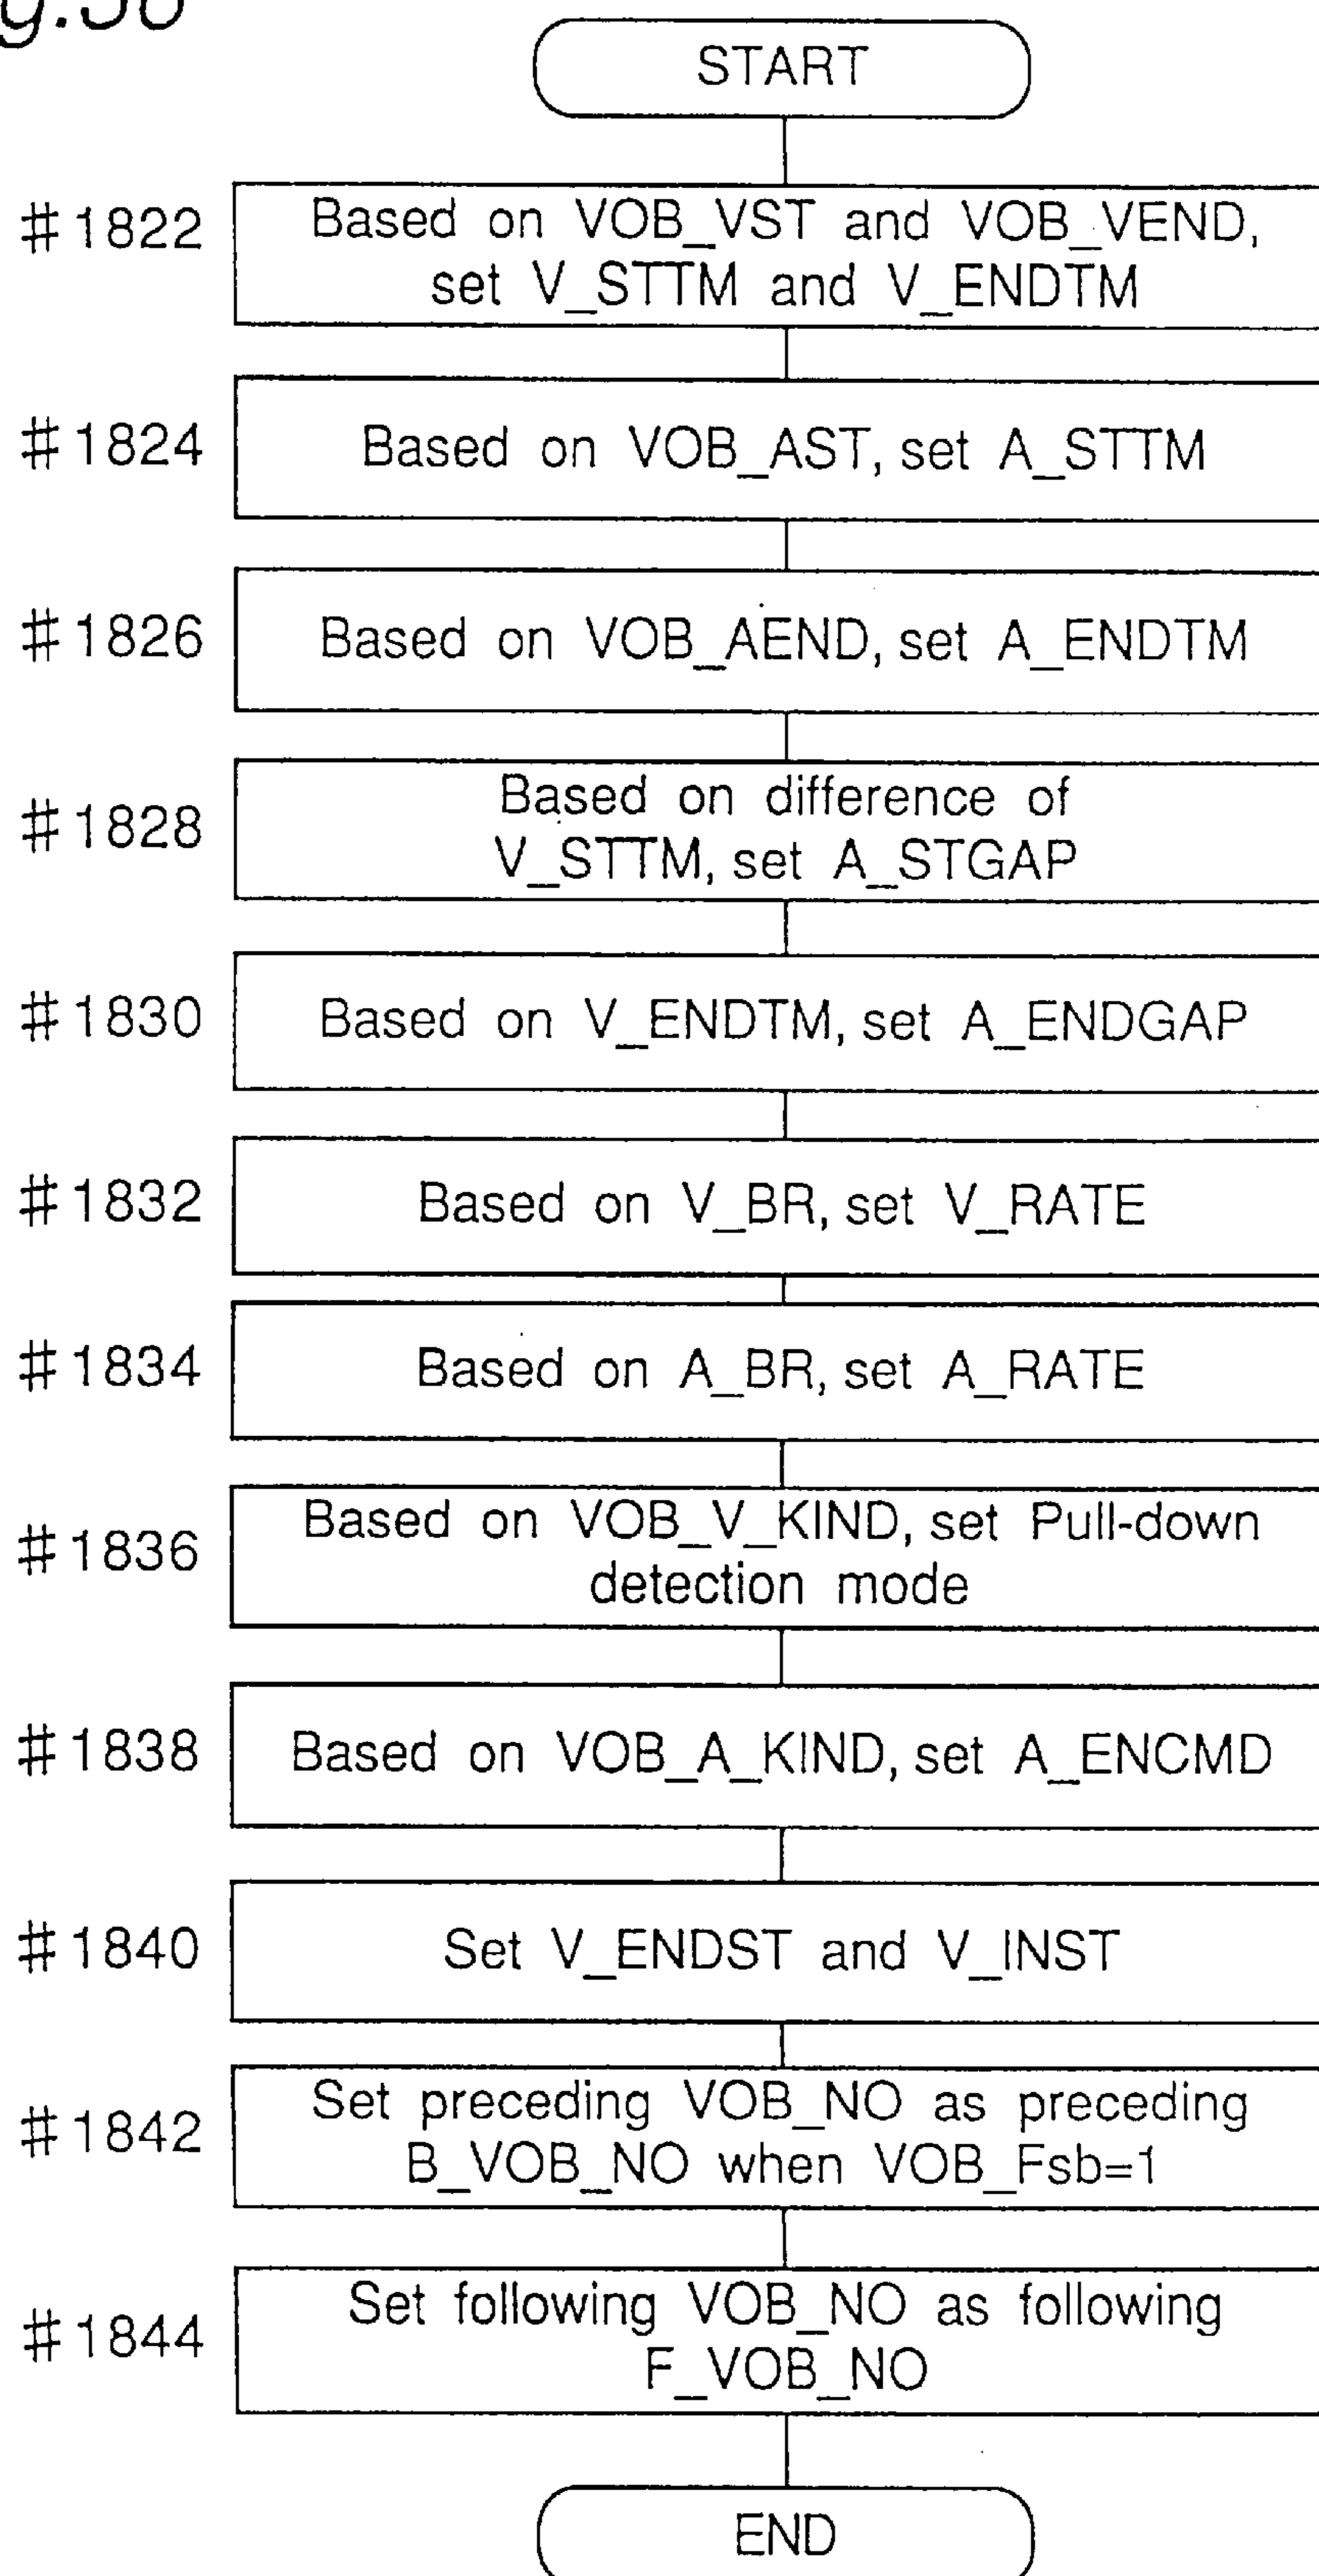 START
#1822
Based on VOB_VST and VOB_VEND,
set V_STTM and V_ENDTM
#1824
Based on VOB_AST, set A_STTM
#1826
Based on VOB_AEND, set A_ENDTM
#1828
Based on difference of
V_STTM, set A_STGAP
#1830
Based on V_ENDTM, set A_ENDGAP
#1832
Based on V_BR, set V_RATE
#1834
Based on A_BR, set A_RATE
#1836
Based on VOB_V_KIND, set Pull-down
detection mode
#1838
Based on VOB_A_KIND, set A_ENCMD
#1840
Set V_ENDST and V_INST
#1842
Set preceding VOB_NO as preceding
B_VOB_NO when VOB_Fsb=1
#1844
Set following VOB_NO as following
F_VOB_NO
END